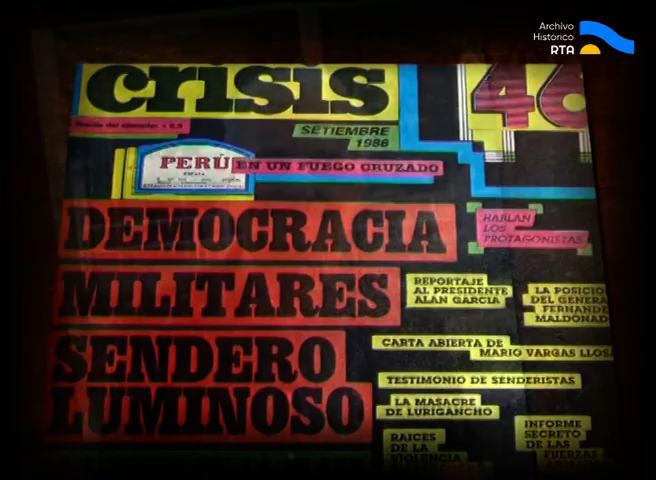 Archivo
Histórico
RTA
crisis
46
SETIEMBRE
1986
PERÚ
EN UN FUEGO CRUZADO
DEMOCRACIA
HABLAN
LOS
PROTAGONISTAS
MILITARES
REPORTAJE
AL PRESIDENTE
ALAN GARCIA
LA POSICIO
DEL GENERA
FERNANDE
MALDONAD
SENDERO
LUMINOSO
CARTA ABIERTA DE
MARIO VARGAS LLOSA
TESTIMONIO DE SENDERISTAS
LA MASACRE
DE LURIGANCHO
RAICES
DE LA
VIOLENCIA
INFORME
SECRETO
DE LAS
FUERZAS